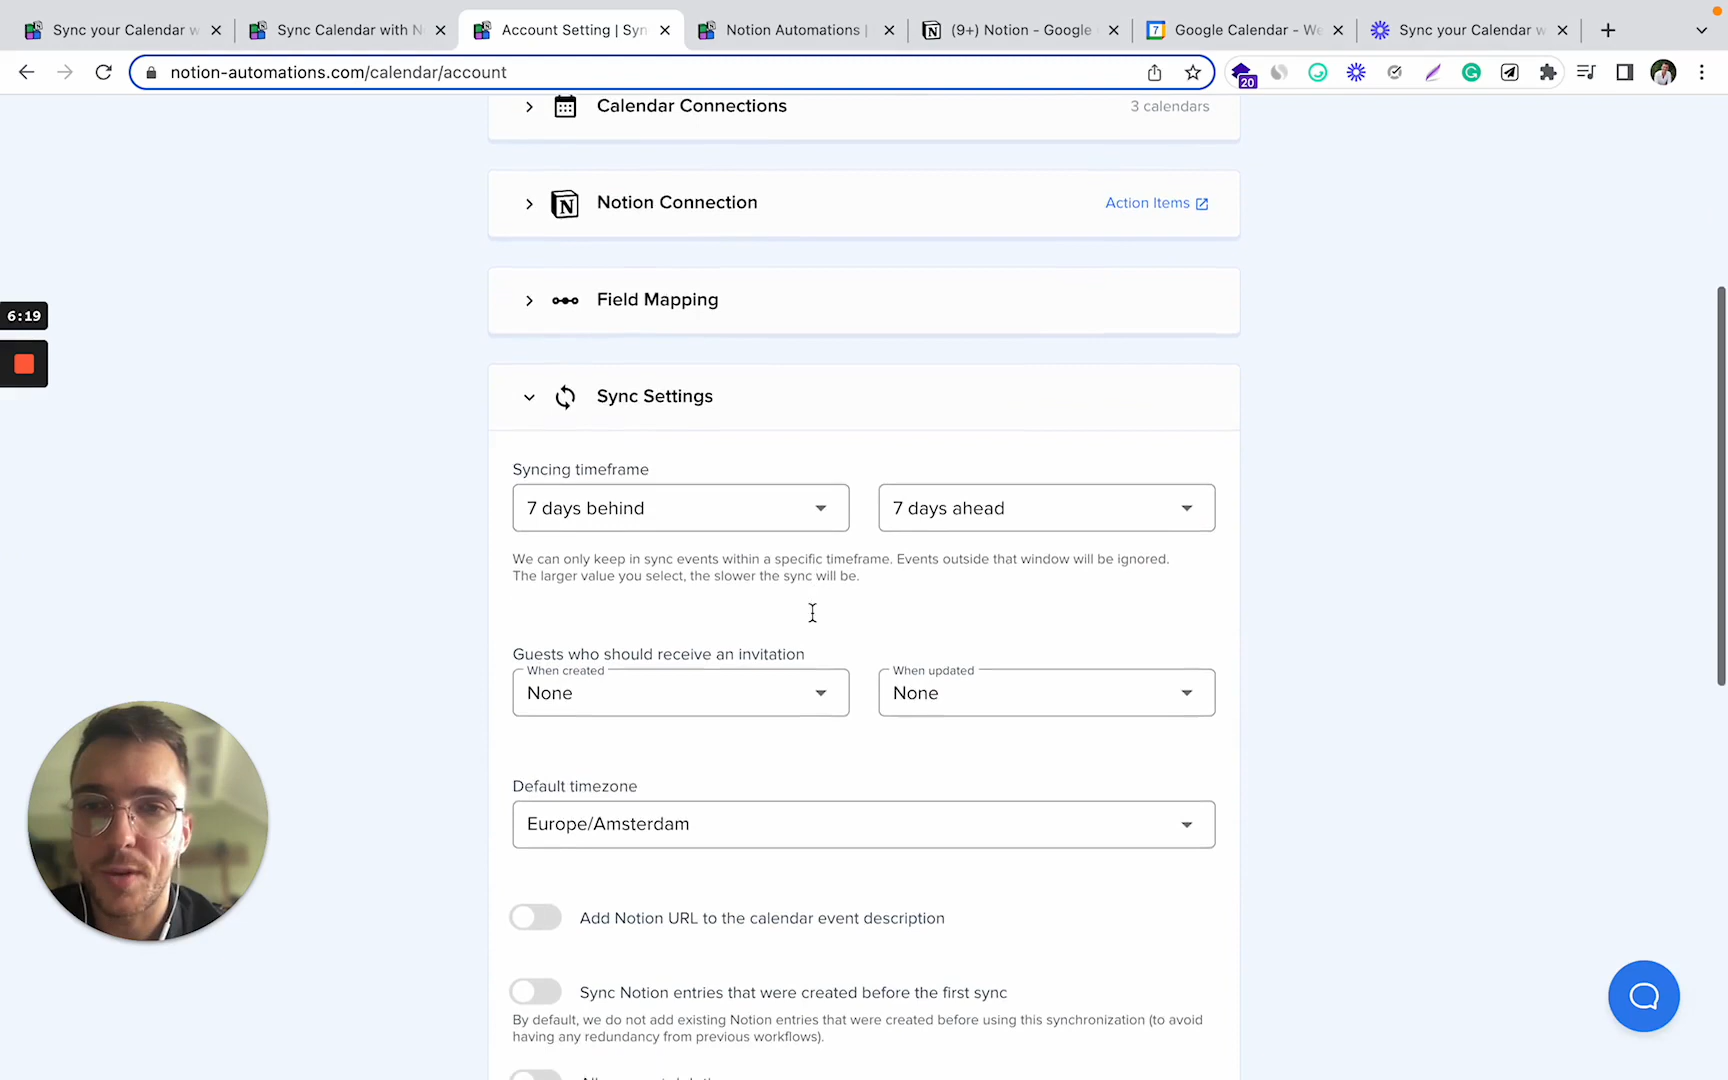 Sync your Calendar w
Sync Calendar with N
Account Setting | Syn
Notion Automations |
(9+) Notion - Google
7
Google Calendar - We
Sync your Calendar w
notion-automations.com/calendar/account
20
Calendar Connections
3 calendars
Notion Connection
Action Items
Field Mapping
6:19
Sync Settings
Syncing timeframe
7 days behind
7 days ahead
We can only keep in sync events within a specific timeframe. Events outside that window will be ignored.
The larger value you select, the slower the sync will be.
Guests who should receive an invitation
When created
None
When updated
None
Default timezone
Europe/Amsterdam
Add Notion URL to the calendar event description
Sync Notion entries that were created before the first sync
By default, we do not add existing Notion entries that were created before using this synchronization (to avoid
having any redundancy from previous workflows).